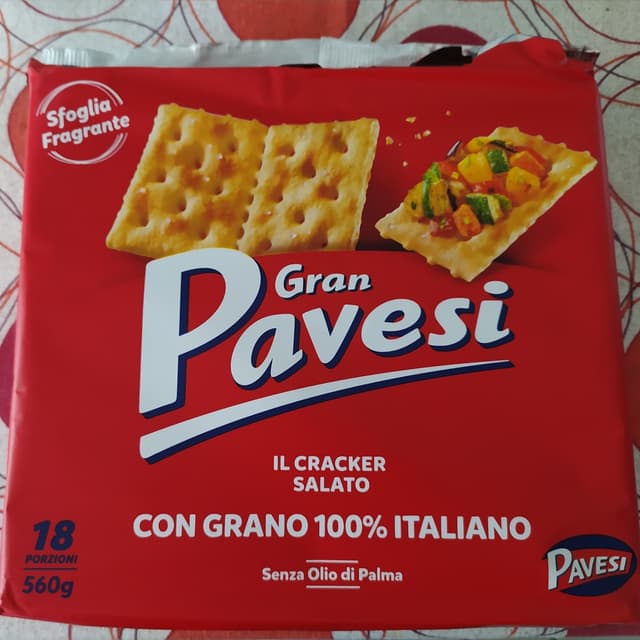 Sfoglia
Fragrante
Gran
Pavesi
IL CRACKER
SALATO
CON GRANO 100% ITALIANO
18
PORZIONI
560g
Senza Olio di Palma
PAVESI